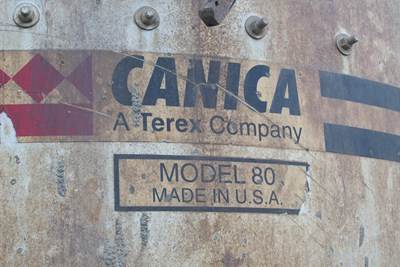 CANICA
A Terex Company
MODEL 80
MADE IN U.S.A.